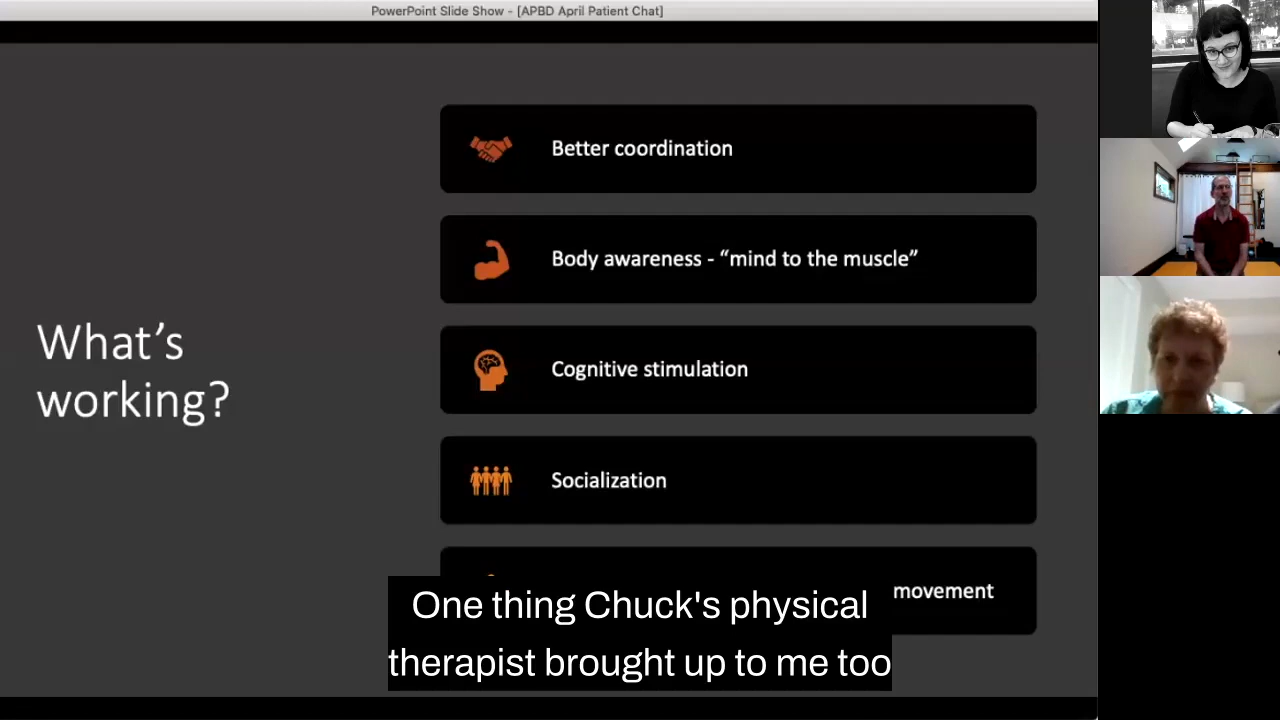 PowerPoint Slide Show - [APBD April Patient Chat]
What's
working?
Better coordination
Body awareness - “mind to the muscle”
Cognitive stimulation
Socialization
movement
One thing Chuck's physical
therapist brought up to me too